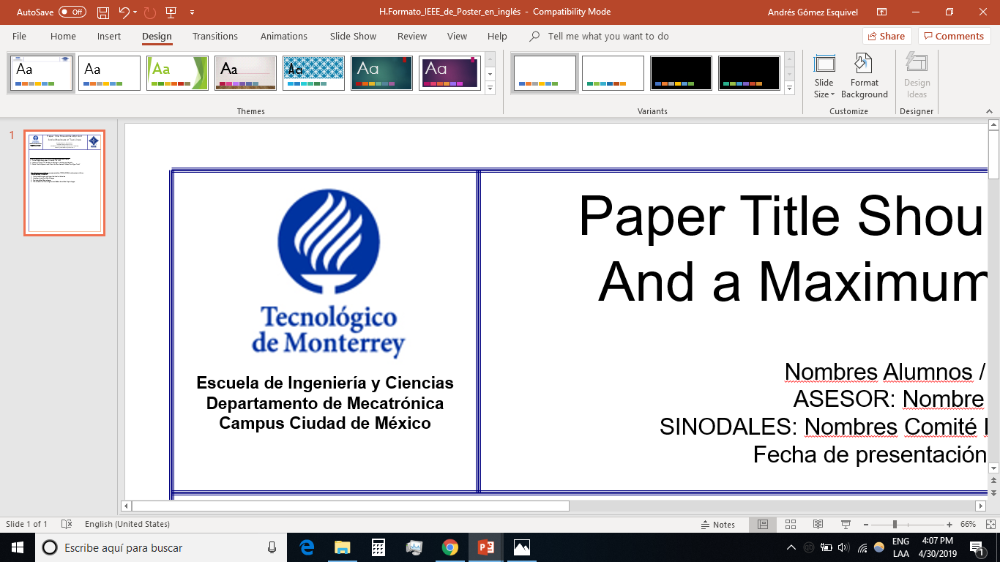 AutoSave Off
H.Formato_IEEE_de_Poster_en_inglés - Compatibility Mode
Andrés Gómez Esquivel
File Home Insert Design Transitions Animations Slide Show Review View Help Tell me what you want to do
Share Comments
Aa Aa Aa Aa Aa Aa Aa
Slide Size
Format Background
Design Ideas
Themes Variants Customize Designer
1
Paper Title Shou
And a Maximum
Tecnológico
de Monterrey
Escuela de Ingeniería y Ciencias
Departamento de Mecatrónica
Campus Ciudad de México
Nombres Alumnos /
ASESOR: Nombre
SINODALES: Nombres Comité
Fecha de presentación
Slide 1 of 1 English (United States) Notes 66%
Escribe aquí para buscar
ENG
LAA
4:07 PM
4/30/2019
1